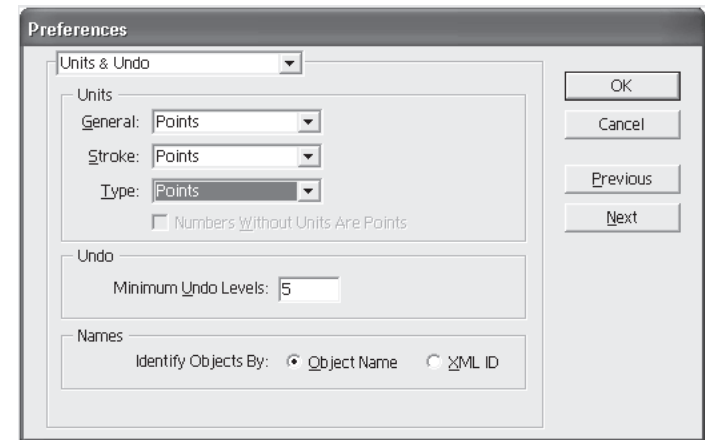 Preferences
Units & Undo
OK
Units
General: Points
Cancel
Stroke: Points
Type: Points
Previous
Numbers Without Units Are Points
Next
Undo
Minimum Undo Levels: 5
Names
Identify Objects By: Object Name XML ID